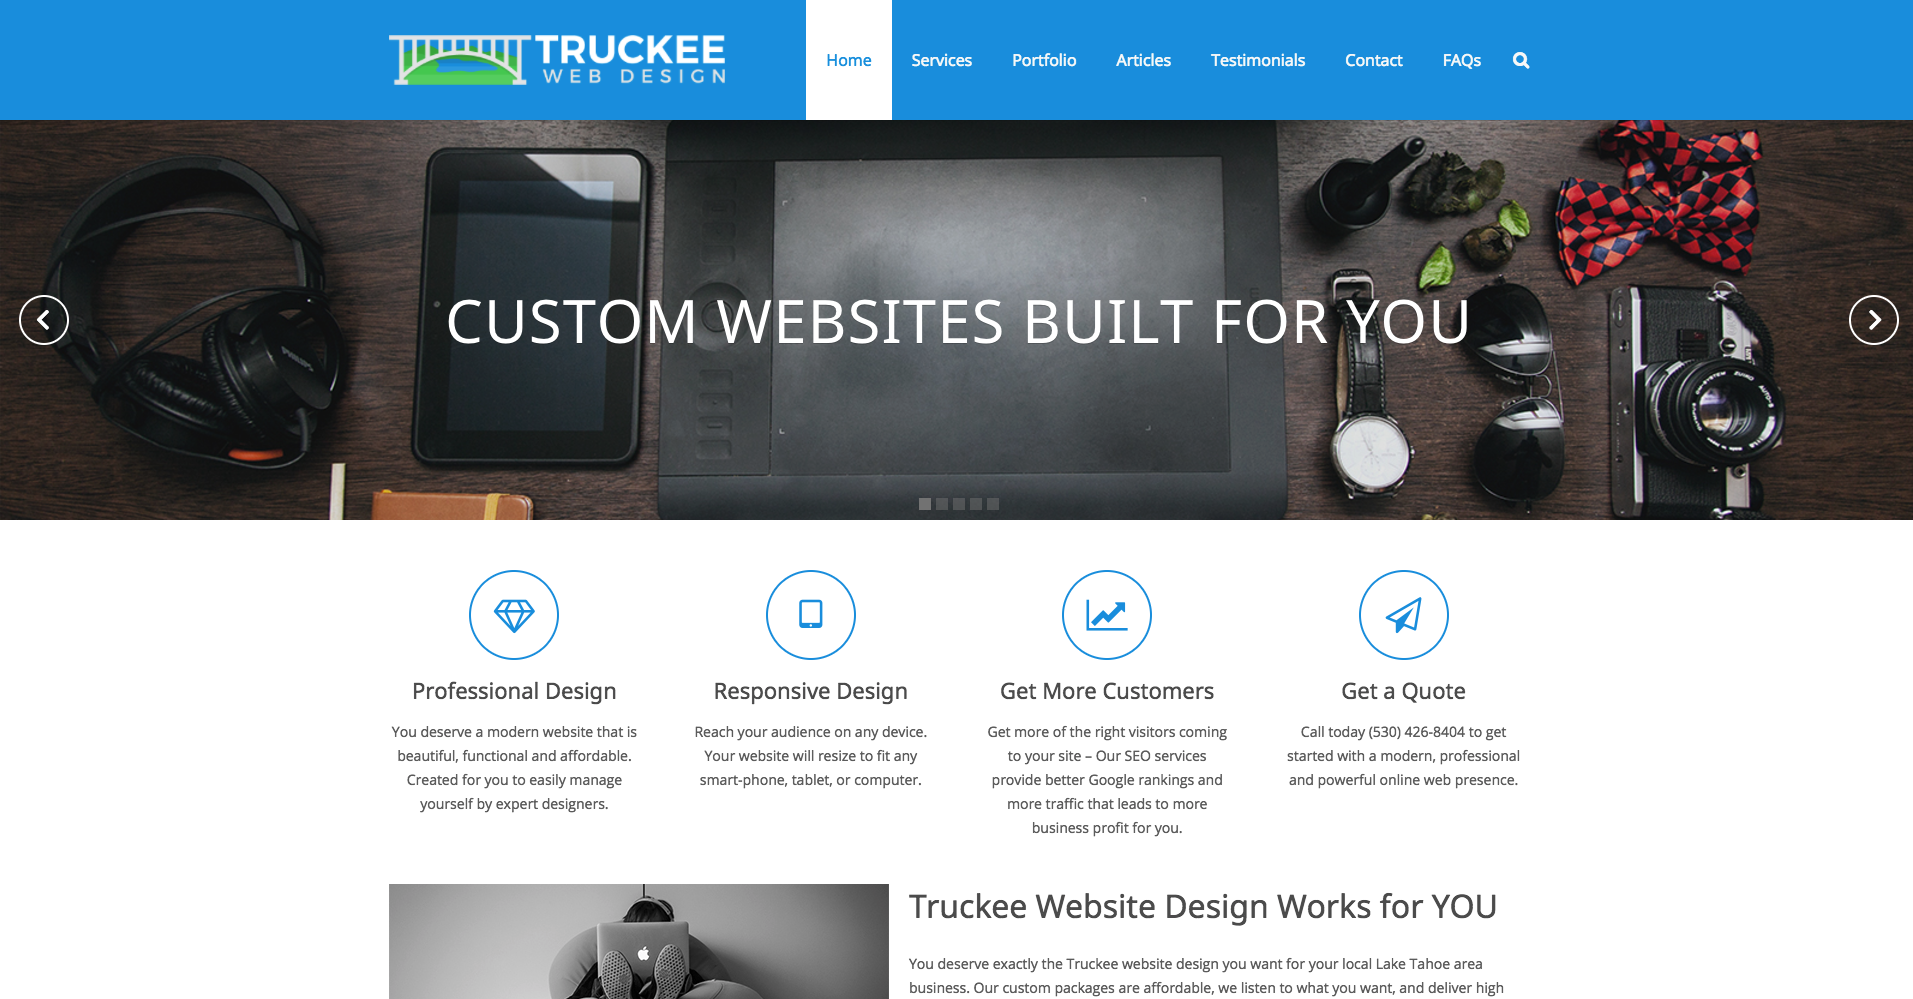 TRUCKEE
WEB DESIGN
Home Services Portfolio Articles Testimonials Contact FAQs
PHILIPS
CUSTOM WEBSITES BUILT FOR YOU
Professional Design
You deserve a modern website that is
beautiful, functional and affordable.
Created for you to easily manage
yourself by expert designers.
Responsive Design
Reach your audience on any device.
Your website will resize to fit any
smart-phone, tablet, or computer.
Get More Customers
Get more of the right visitors coming
to your site – Our SEO services
provide better Google rankings and
more traffic that leads to more
business profit for you.
Get a Quote
Call today (530) 426-8404 to get
started with a modern, professional
and powerful online web presence.
Truckee Website Design Works for YOU
You deserve exactly the Truckee website design you want for your local Lake Tahoe area
business. Our custom packages are affordable, we listen to what you want, and deliver high